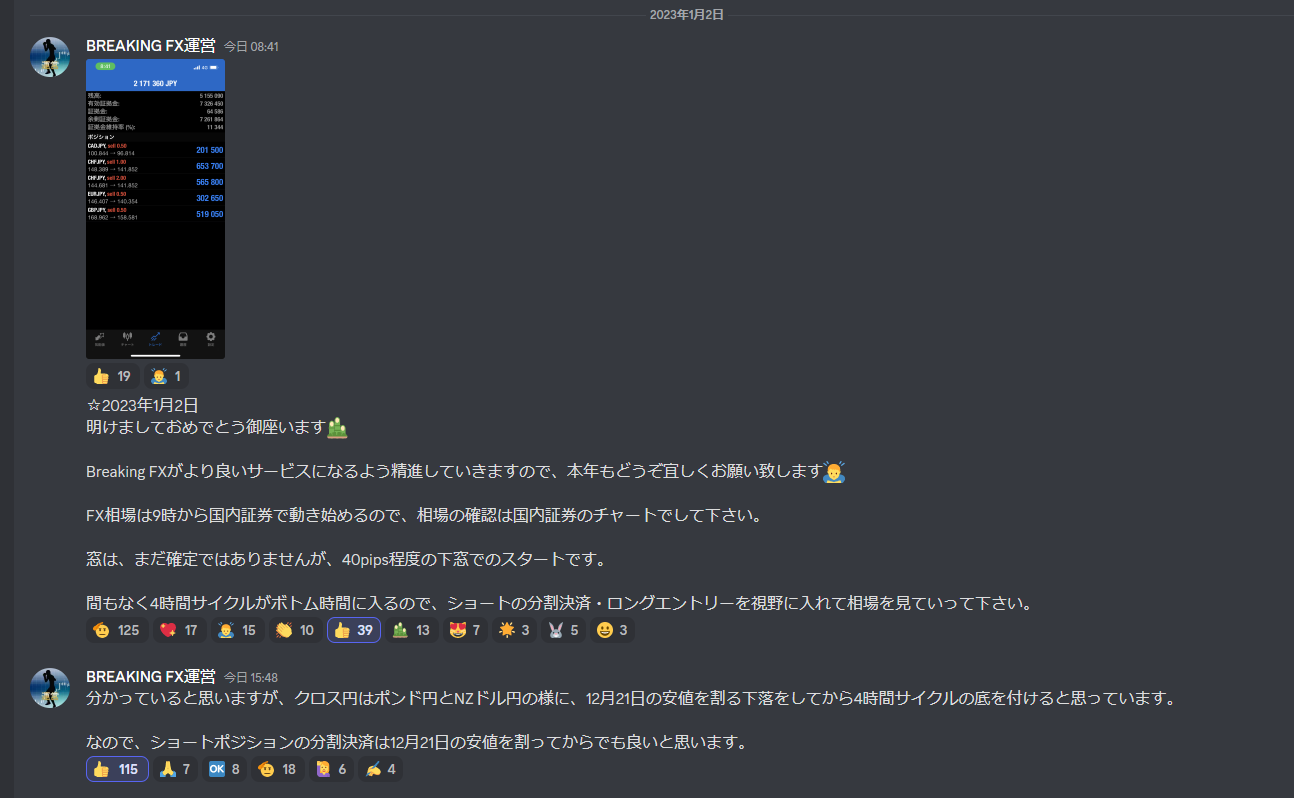 2023年1月2日
BREAKING FX運営 今日 08:41
8:41
4G
2 171 360 JPY
残高: 5 155 090
有効証拠金: 7 326 450
証拠金: 64 586
余剰証拠金: 7 261 864
証拠金維持率 (%): 11 344
ポジション
CADJPY, sell 0.50
100.844 → 96.814 201 500
CHFJPY, sell 1.00
148.389 → 141.852 653 700
CHFJPY, sell 2.00
144.681 → 141.852 565 800
EURJPY, sell 0.50
146.407 → 140.354 302 650
GBPJPY, sell 0.50
168.962 → 158.581 519 050
チャート
トレード
👍 19 🙇 1
☆2023年1月2日
明けましておめでとう御座います🎍
Breaking FXがより良いサービスになるよう精進していきますので、本年もどうぞ宜しくお願い致します🙇
FX相場は9時から国内証券で動き始めるので、相場の確認は国内証券のチャートでして下さい。
窓は、まだ確定ではありませんが、40pips程度の下窓でのスタートです。
間もなく4時間サイクルがボトム時間に入るので、ショートの分割決済・ロングエントリーを視野に入れて相場を見ていって下さい。
125 17 15 10 39 13 7 3 5 3
BREAKING FX運営 今日 15:48
分かっていると思いますが、クロス円はポンド円とNZドル円の様に、12月21日の安値を割る下落をしてから4時間サイクルの底を付けると思っています。
なので、ショートポジションの分割決済は12月21日の安値を割ってからでも良いと思います。
115 7 OK 8 18 6 4